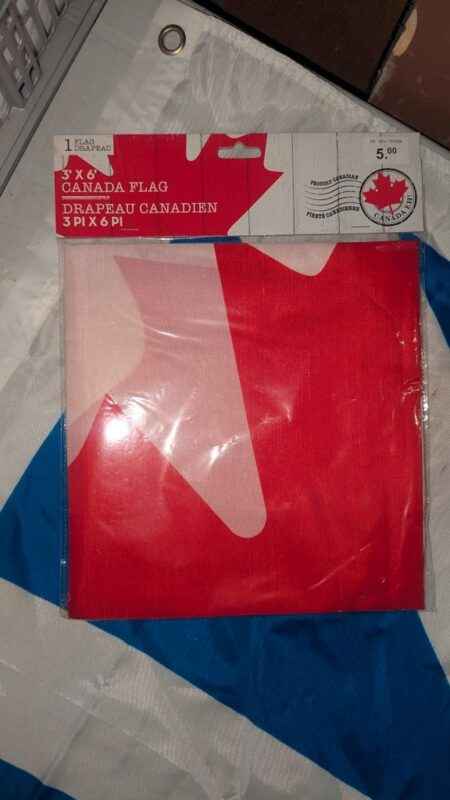 1 FLAG
DRAPEAU
5.00
3' X 6'
CANADA FLAG
DRAPEAU CANADIEN
3 PI X 6 PI
PROUDLY CANADIAN
FIERTÉ CANADIENNE
CANADA EH!